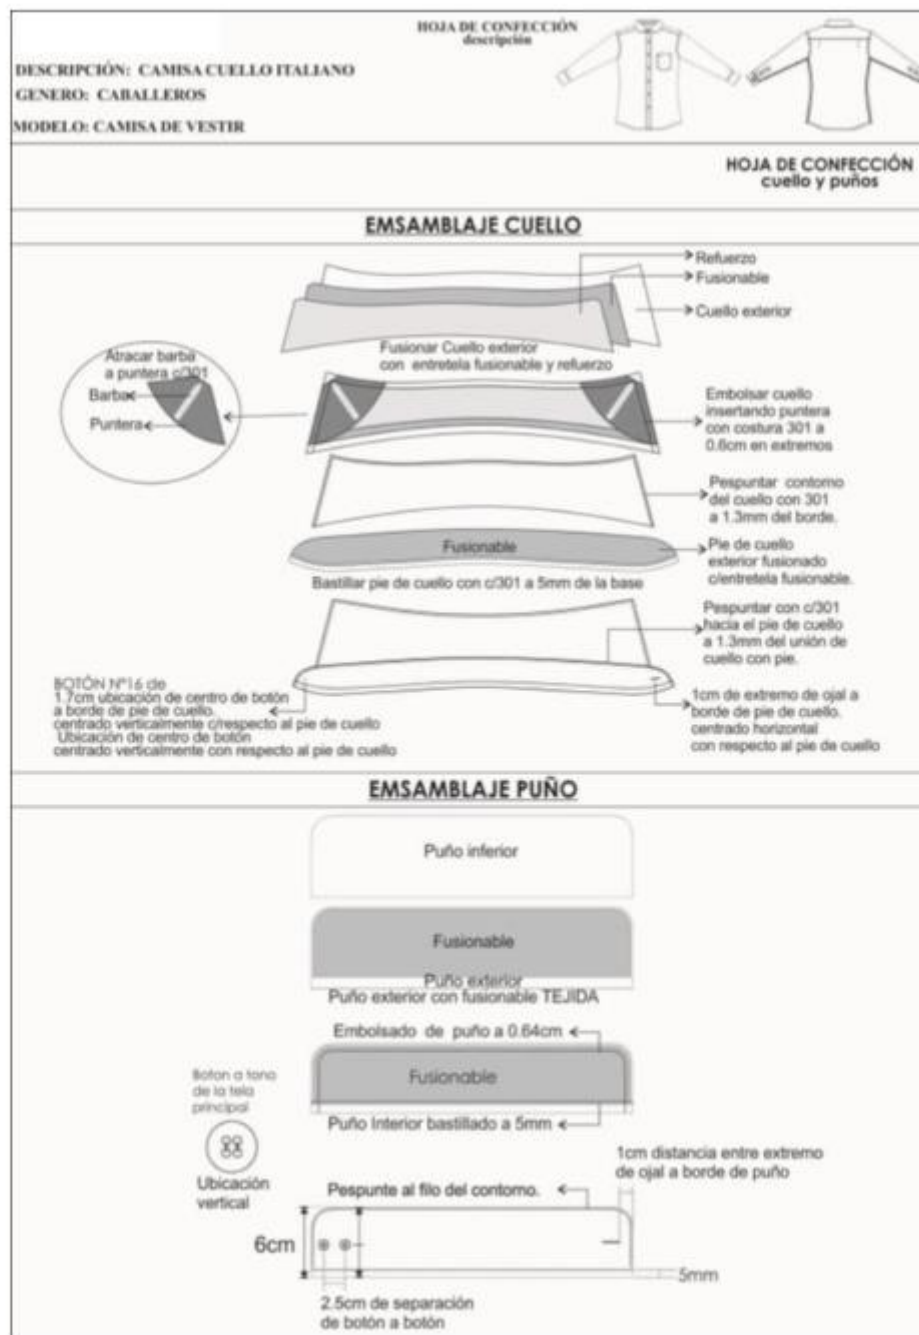 HOJA DE CONFECCIÓN
descripción
DESCRIPCIÓN: CAMISA CUELLO ITALIANO
GENERO: CABALLEROS
MODELO: CAMISA DE VESTIR
HOJA DE CONFECCIÓN
cuello y puños
EMSAMBLAJE CUELLO
Refuerzo
Fusionable
Cuello exterior
Fusionar Cuello exterior
con entretela fusionable y refuerzo
Atracar barba
a puntera c/301
Barba
Puntera
Embolsar cuello
insertando puntera
con costura 301 a
0.6cm en extremos
Pespuntar contorno
del cuello con 301
a 1.3mm del borde.
Fusionable
Pie de cuello
exterior fusionado
c/entretela fusionable.
Bastillar pie de cuello con c/301 a 5mm de la base
Pespuntar con c/301
hacia el pie de cuello
a 1.3mm del unión de
cuello con pie.
BOTÓN N°16 de
1.7cm ubicación de centro de botón
a borde de pie de cuello.
centrado verticalmente c/respecto al pie de cuello
Ubicación de centro de botón
centrado verticalmente con respecto al pie de cuello
1cm de extremo de ojal a
borde de pie de cuello.
centrado horizontal
con respecto al pie de cuello
EMSAMBLAJE PUÑO
Puño inferior
Fusionable
Puño exterior
Puño exterior con fusionable TEJIDA
Embolsado de puño a 0.64cm
Fusionable
Puño Interior bastillado a 5mm
Boton a tono
de la tela
principal
Ubicación
vertical
1cm distancia entre extremo
de ojal a borde de puño
Pespunte al filo del contorno.
6cm
5mm
2.5cm de separación
de botón a botón